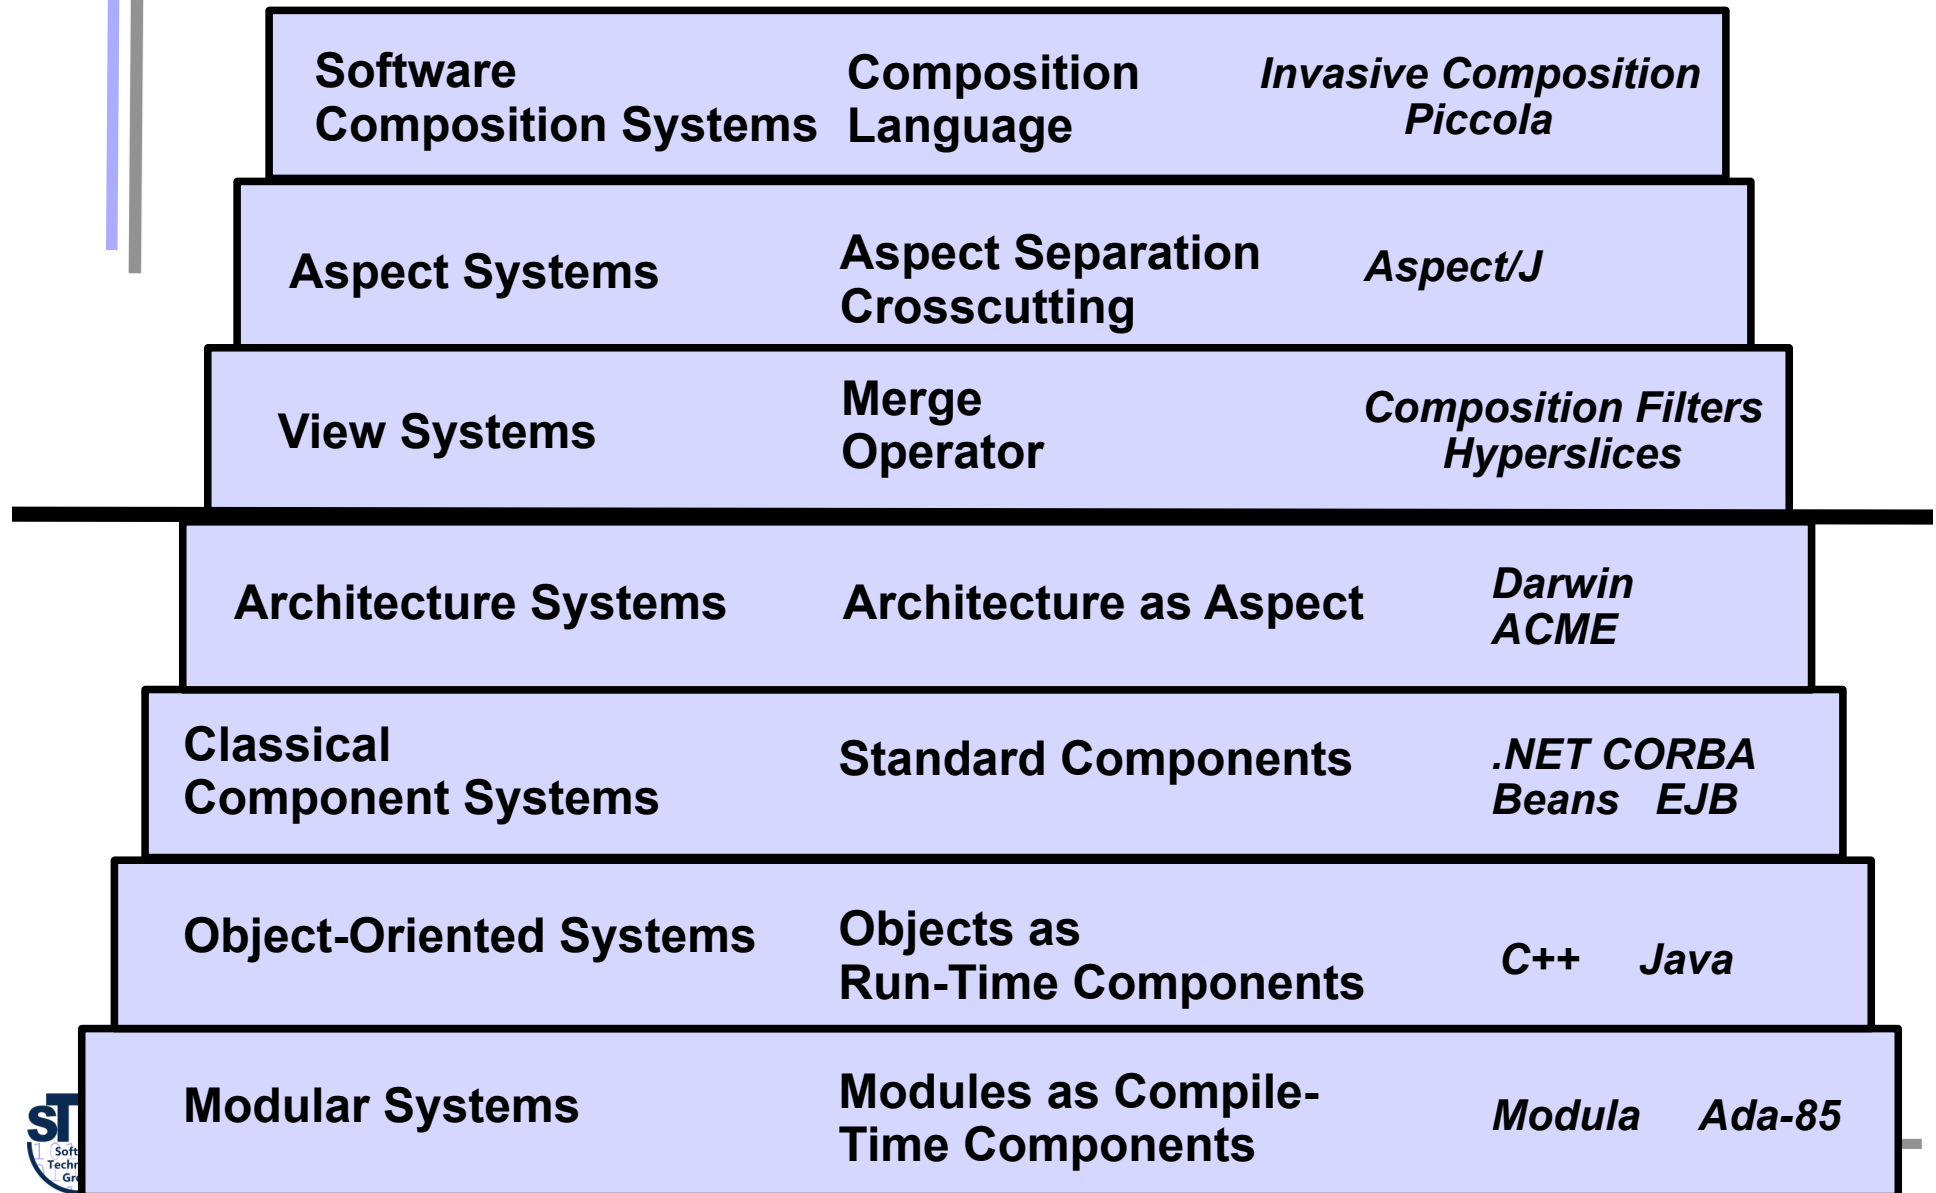 Software
Composition Systems
Composition
Language
Invasive Composition
Piccola
Aspect Systems
Aspect Separation
Crosscutting
Aspect/J
View Systems
Merge
Operator
Composition Filters
Hyperslices
Architecture Systems
Architecture as Aspect
Darwin
ACME
Classical
Component Systems
Standard Components
.NET CORBA
Beans EJB
Object-Oriented Systems
Objects as
Run-Time Components
C++ Java
Modular Systems
Modules as Compile-
Time Components
Modula Ada-85